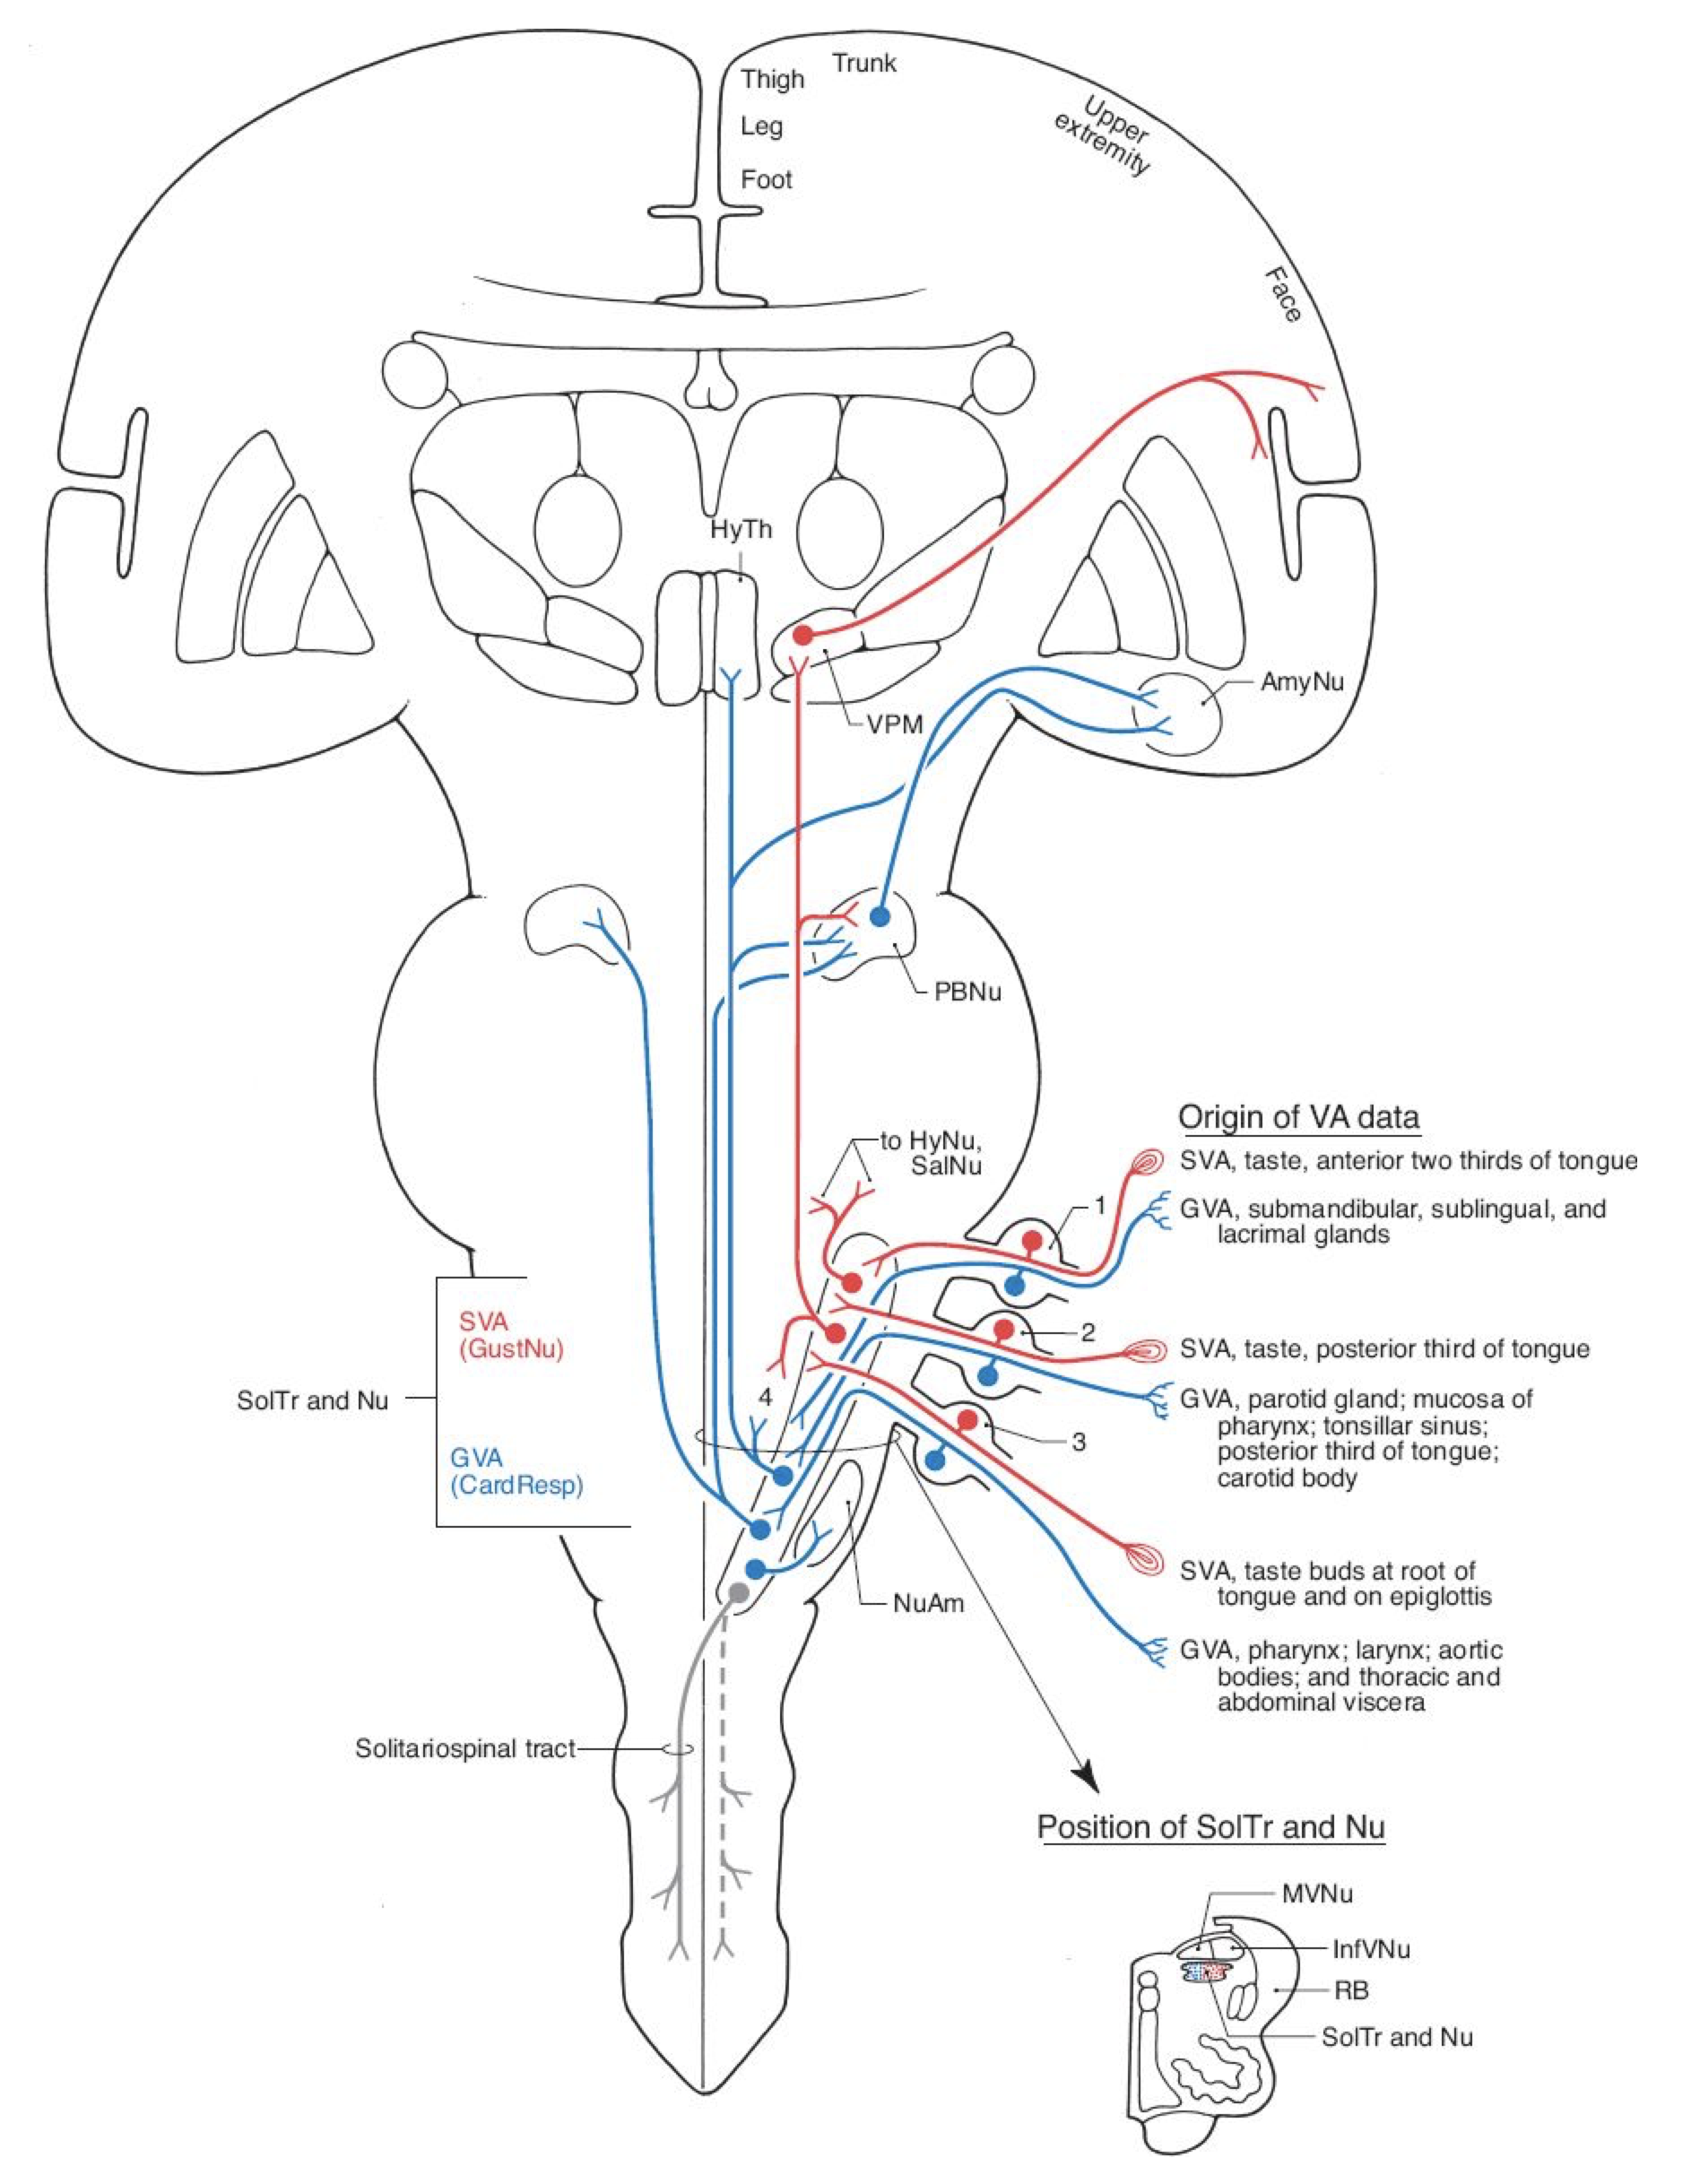 Thigh
Trunk
Leg
Foot
Upper
extremity
Face
HyTh
VPM
AmyNu
PBNu
to HyNu,
SalNu
Origin of VA data
SVA, taste, anterior two thirds of tongue
1
GVA, submandibular, sublingual, and
lacrimal glands
SVA
(GustNu)
2
SVA, taste, posterior third of tongue
SolTr and Nu
4
GVA, parotid gland; mucosa of
pharynx; tonsillar sinus;
posterior third of tongue;
carotid body
3
GVA
(CardResp)
SVA, taste buds at root of
tongue and on epiglottis
NuAm
GVA, pharynx; larynx; aortic
bodies; and thoracic and
abdominal viscera
Solitariospinal tract
Position of SolTr and Nu
MVNu
InfVNu
RB
SolTr and Nu